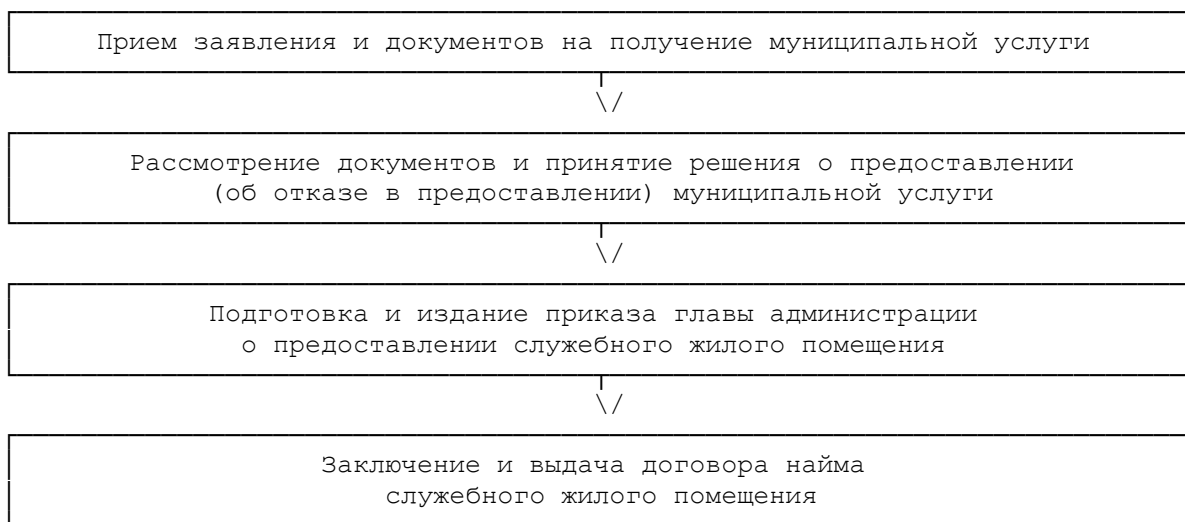 Прием заявления и документов на получение муниципальной услуги
\/
Рассмотрение документов и принятие решения о предоставлении
(об отказе в предоставлении) муниципальной услуги
\/
Подготовка и издание приказа главы администрации
о предоставлении служебного жилого помещения
\/
Заключение и выдача договора найма
служебного жилого помещения